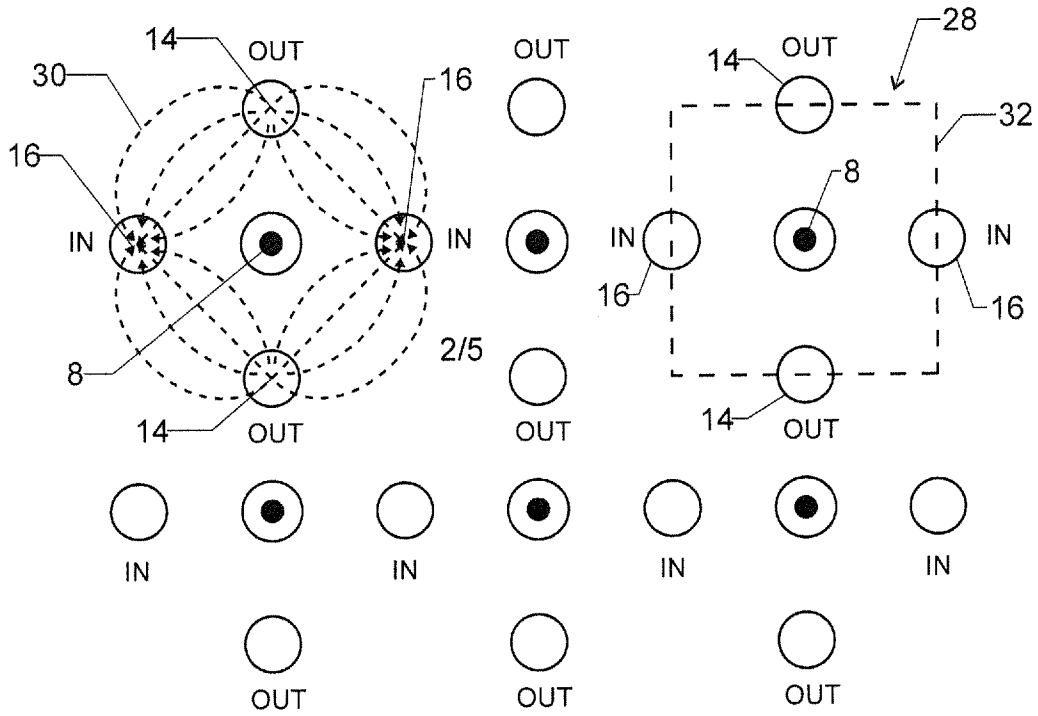 28
14 OUT OUT OUT
14
30 16
32
16 8
IN IN IN IN
16 16
8 2/5
14 OUT OUT 14 OUT
IN IN IN IN
OUT OUT OUT